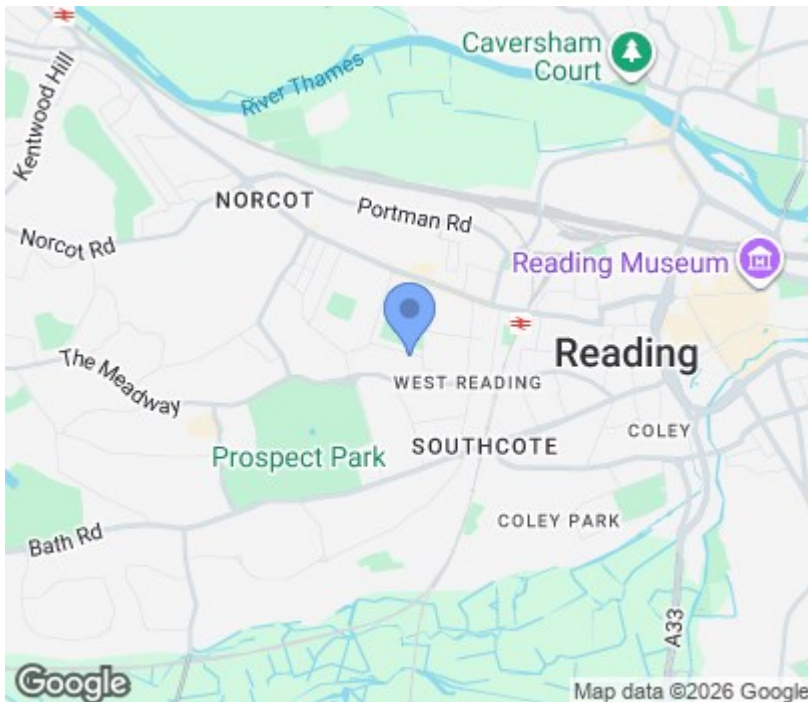 Caversham
Court
River Thames
Kentwood Hill
NORCOT
Portman Rd
Norcot Rd
Reading Museum
The Meadway
Reading
WEST READING
COLEY
SOUTHCOTE
Prospect Park
COLEY PARK
Bath Rd
A33
Google
Map data ©2026 Google